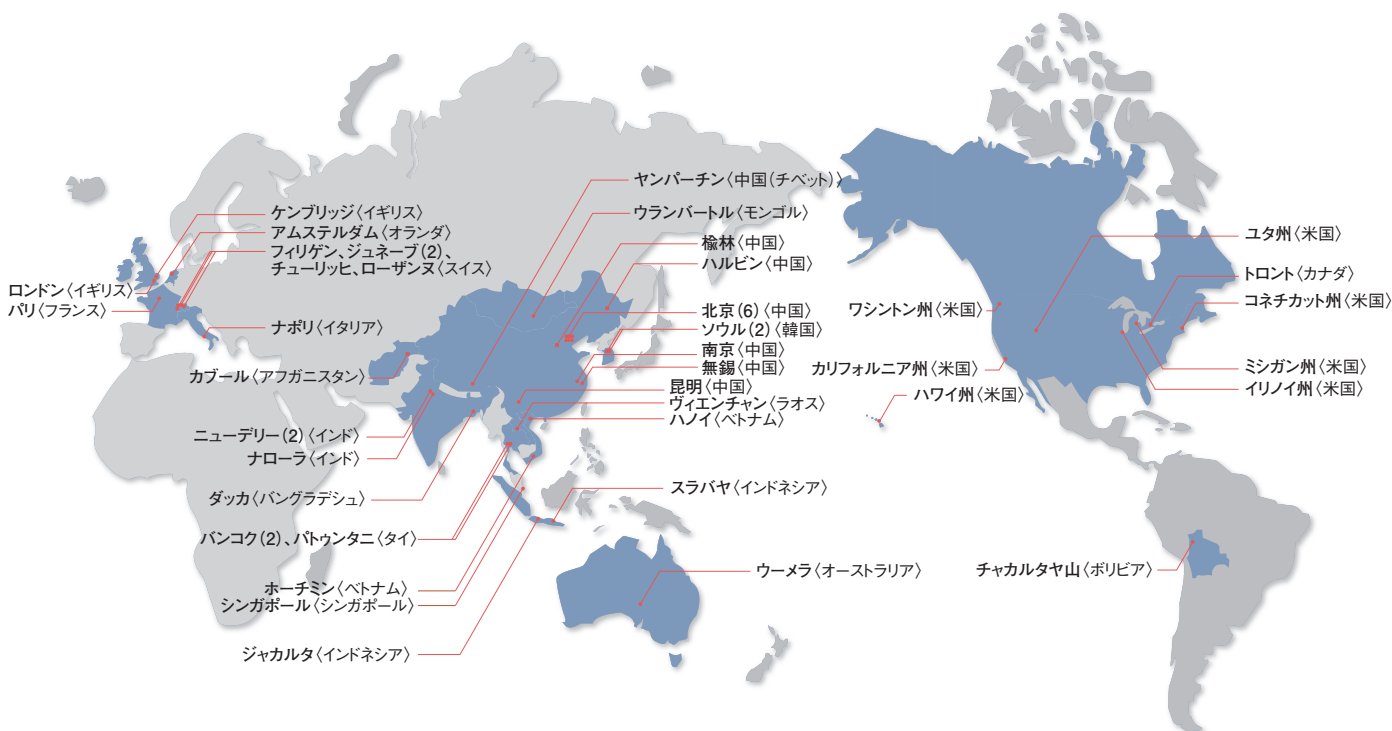 ヤンパーチン〈中国(チベット)〉
ケンブリッジ〈イギリス〉
ウランバートル〈モンゴル〉
アムステルダム〈オランダ〉
フィリゲン、ジュネーブ(2)、
チューリッヒ、ローザンヌ〈スイス〉
楡林〈中国〉
ハルビン〈中国〉
ロンドン〈イギリス〉
パリ〈フランス〉
ナポリ〈イタリア〉
北京(6)〈中国〉
ソウル(2)〈韓国〉
南京〈中国〉
無錫〈中国〉
カブール〈アフガニスタン〉
昆明〈中国〉
ヴィエンチャン〈ラオス〉
ハノイ〈ベトナム〉
ニューデリー(2)〈インド〉
ナローラ〈インド〉
ダッカ〈バングラデシュ〉
スラバヤ〈インドネシア〉
バンコク(2)、パトゥンタニ〈タイ〉
ホーチミン〈ベトナム〉
シンガポール〈シンガポール〉
ジャカルタ〈インドネシア〉
ウーメラ〈オーストラリア〉
ユタ州〈米国〉
トロント〈カナダ〉
コネチカット州〈米国〉
ワシントン州〈米国〉
カリフォルニア州〈米国〉
ミシガン州〈米国〉
イリノイ州〈米国〉
ハワイ州〈米国〉
チャカルタヤ山〈ボリビア〉